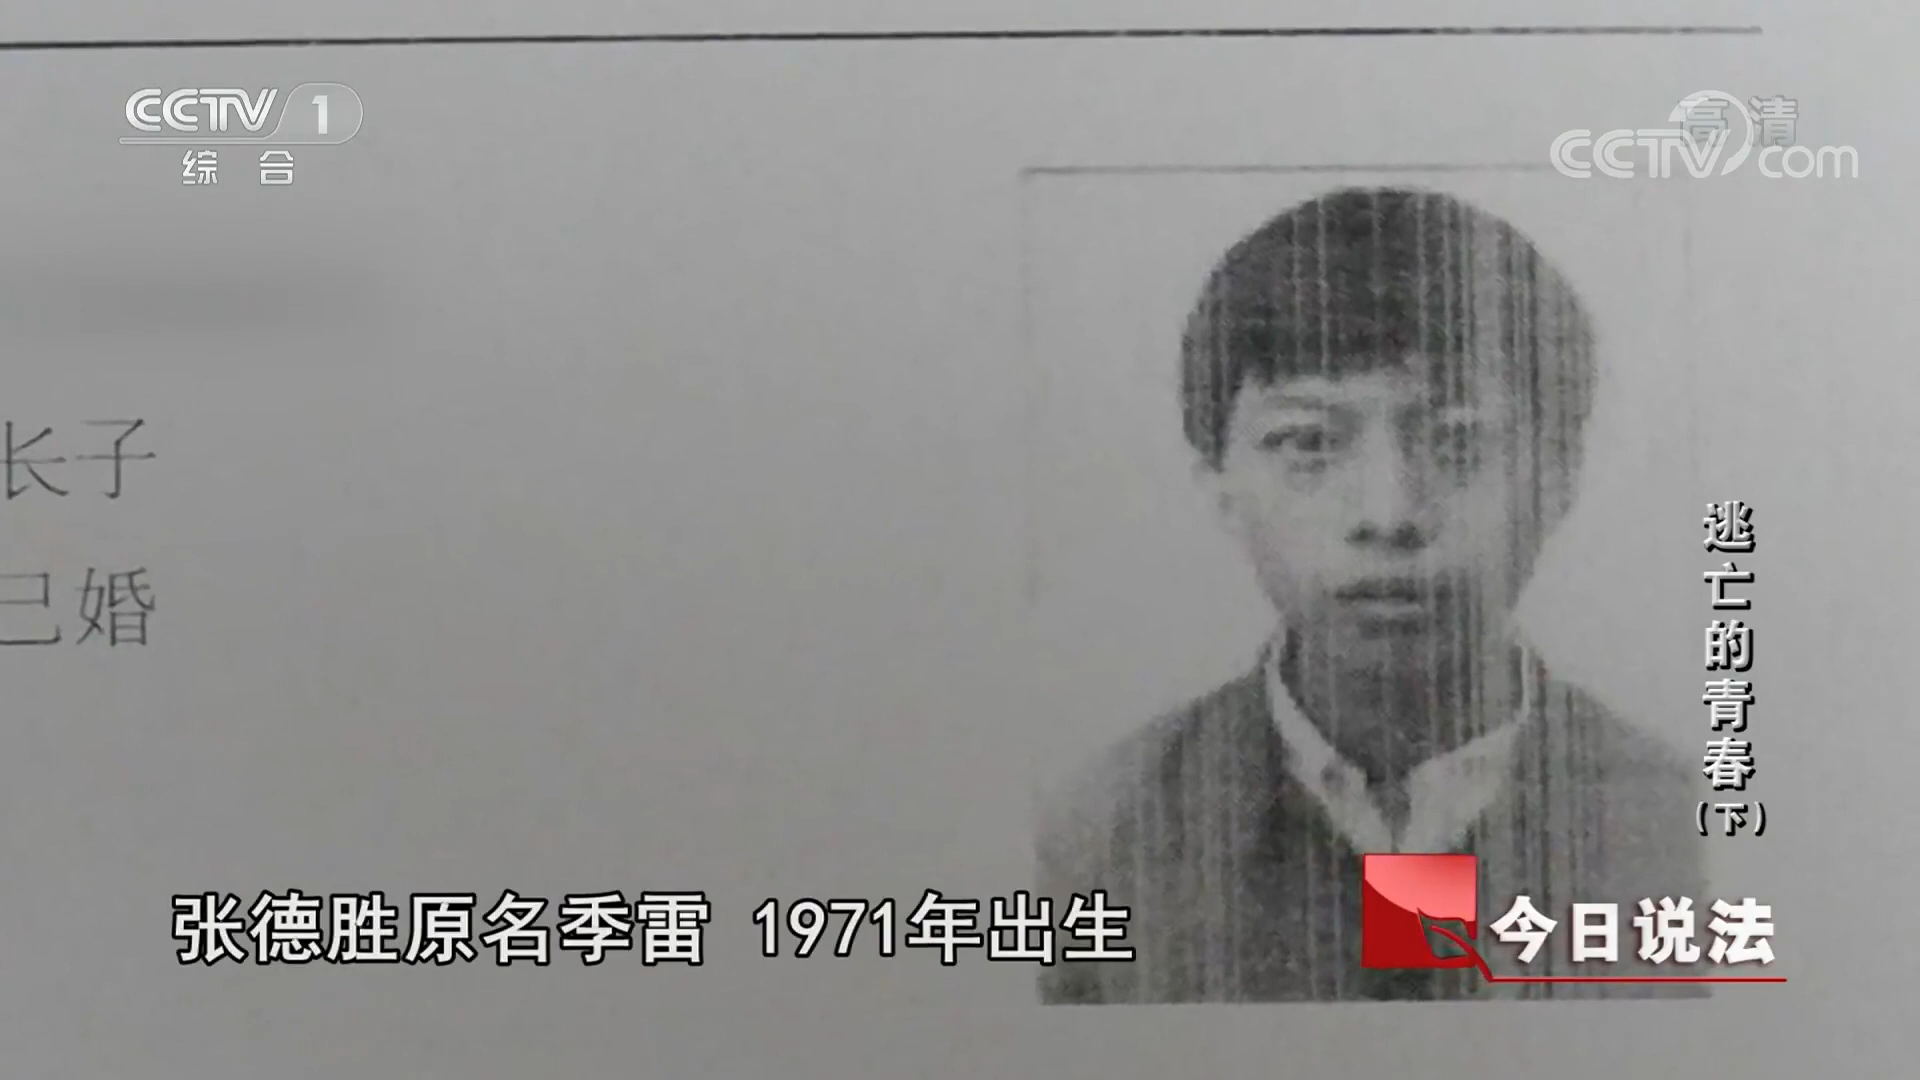 CCTV 1
综合
高清
CCTV com
长子
已婚
逃亡的青春(下)
张德胜原名季雷 1971年出生
今日说法